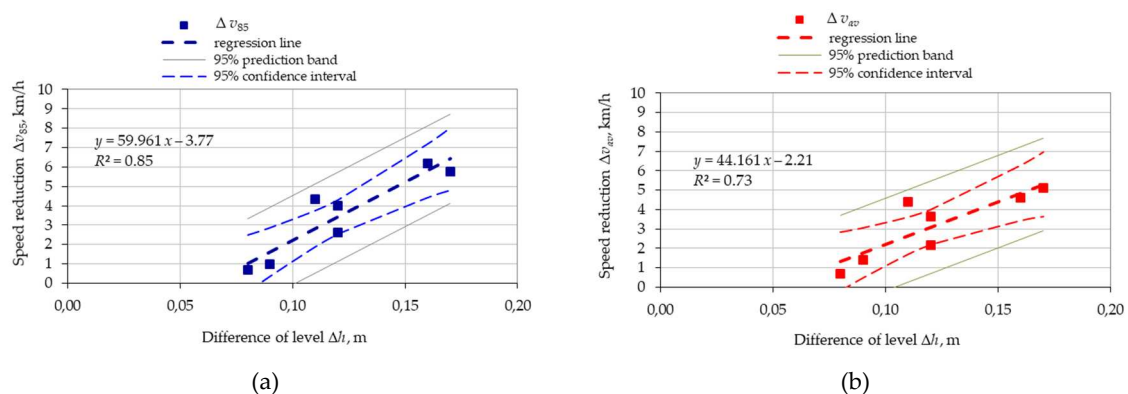 Δ v85
regression line
95% prediction band
95% confidence interval
Speed reduction Δv85, km/h
10
9
8
7
6
5
4
3
2
1
0
y = 59.961 x – 3.77
R² = 0.85
0,00 0,05 0,10 0,15 0,20
Difference of level Δh, m
(a)
Δ vav
regression line
95% prediction band
95% confidence interval
Speed reduction Δvav, km/h
10
9
8
7
6
5
4
3
2
1
0
y = 44.161 x – 2.21
R² = 0.73
0,00 0,05 0,10 0,15 0,20
Difference of level Δh, m
(b)